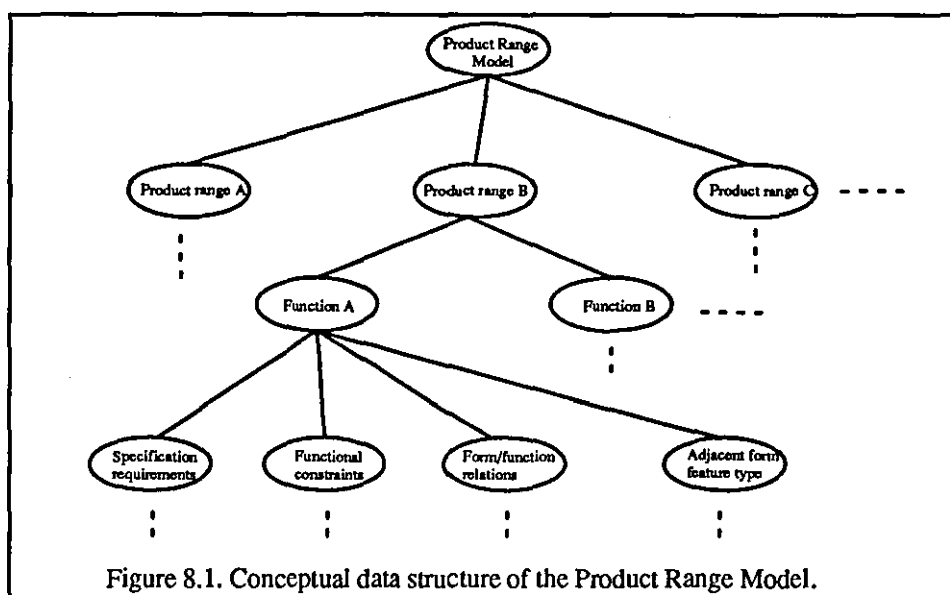 Product Range
Model
Product range A
Product range B
Product range C
Function A
Function B
Specification
requirements
Functional
constraints
Form/function
relations
Adjacent form
feature type
Figure 8.1. Conceptual data structure of the Product Range Model.